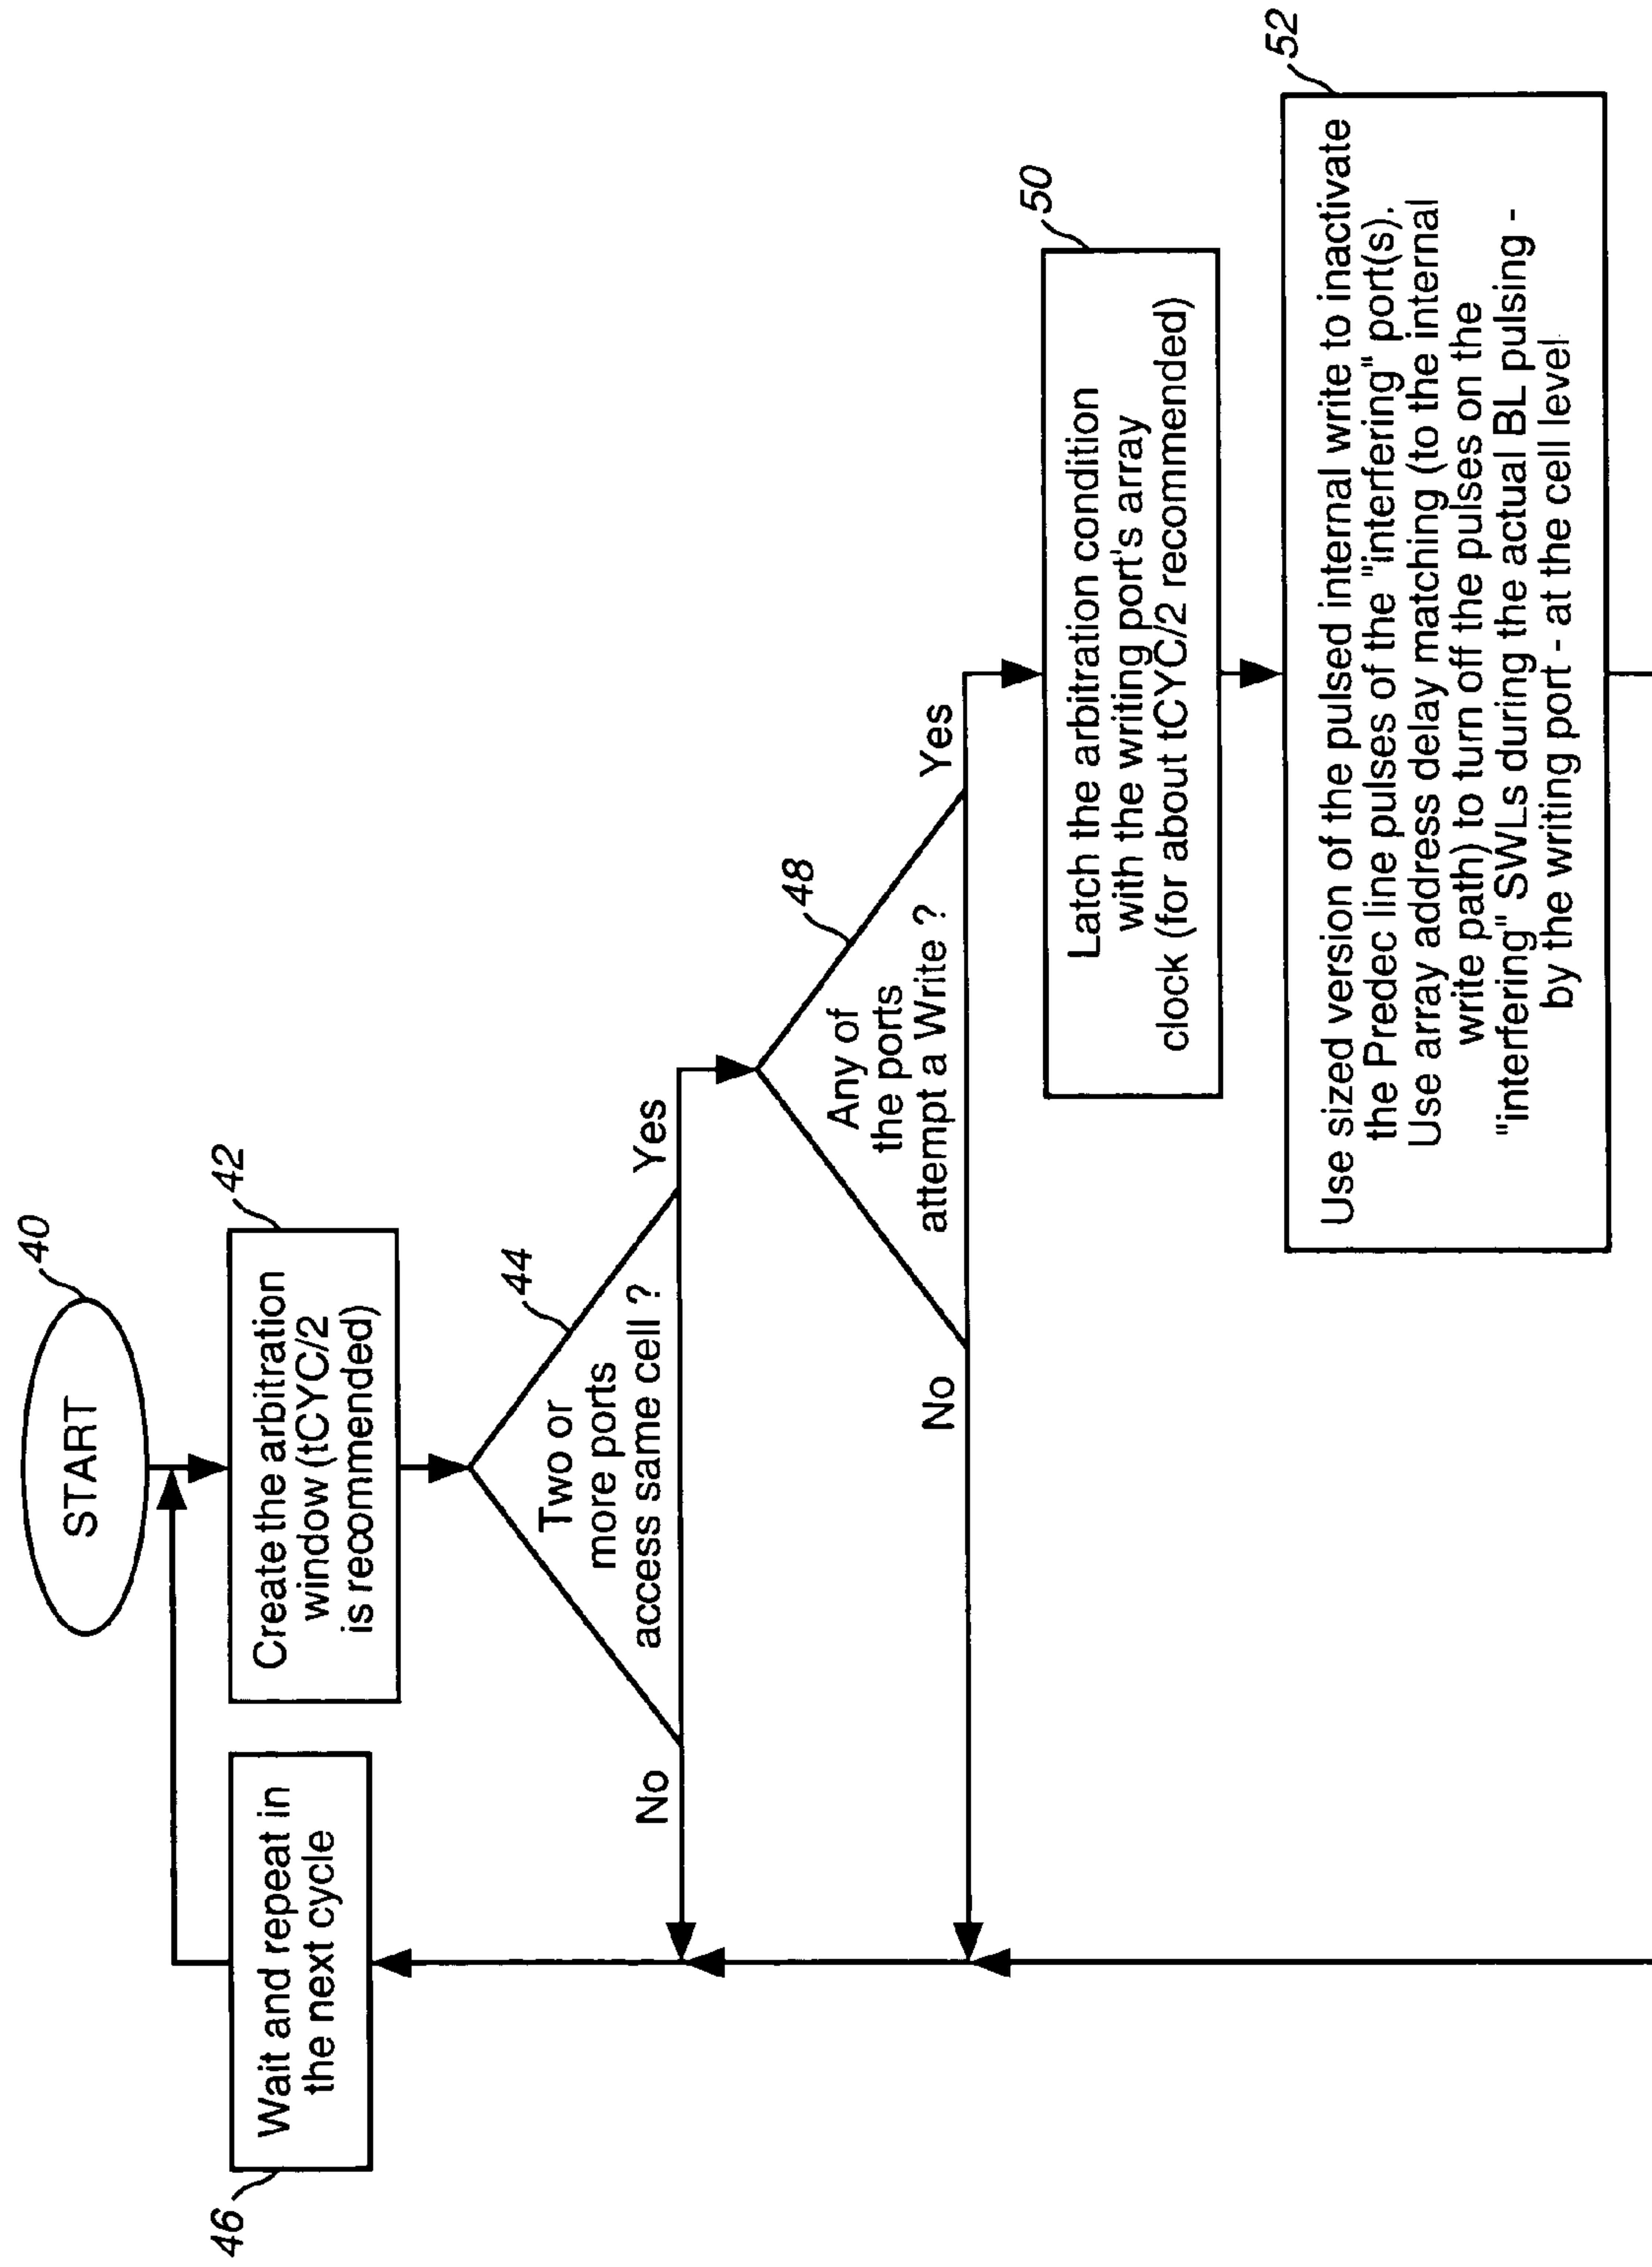 START
40
Create the arbitration
window (tCYC/2
is recommended)
42
Wait and repeat in
the next cycle
46
Two or
more ports
access same cell ?
44
No
Yes
Any of
the ports
attempt a Write ?
48
No
Yes
Latch the arbitration condition
with the writing port's array
clock (for about tCYC/2 recommended)
50
Use sized version of the pulsed internal write to inactivate
the Predec line pulses of the "interfering" port(s).
Use array address delay matching (to the internal
write path) to turn off the pulses on the
"interfering" SWLs during the actual BL pulsing -
by the writing port - at the cell level
52